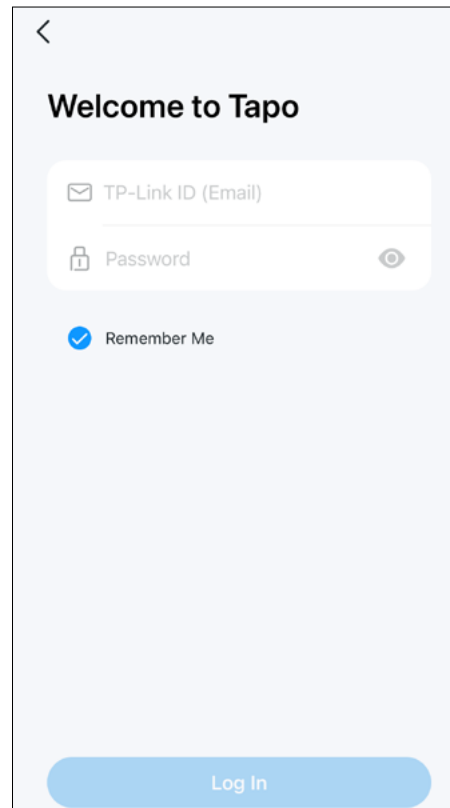 Welcome to Tapo
TP-Link ID (Email)
Password
Remember Me
Log In